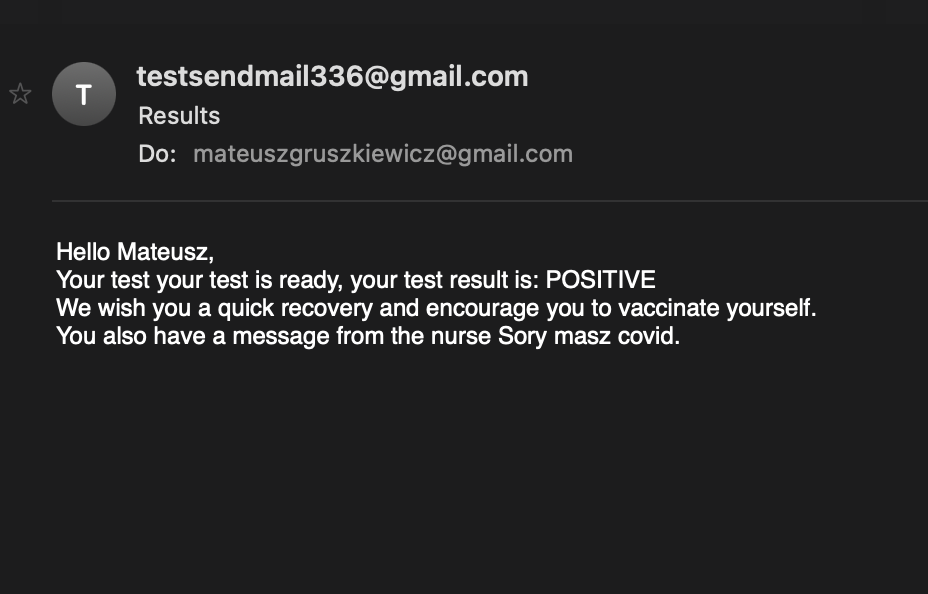 T
testsendmail336@gmail.com
Results
Do: mateuszgruszkiewicz@gmail.com
Hello Mateusz,
Your test your test is ready, your test result is: POSITIVE
We wish you a quick recovery and encourage you to vaccinate yourself.
You also have a message from the nurse Sory masz covid.